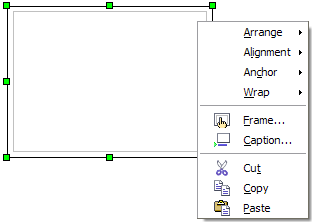 Arrange
Alignment
Anchor
Wrap
Frame...
Caption...
Cut
Copy
Paste